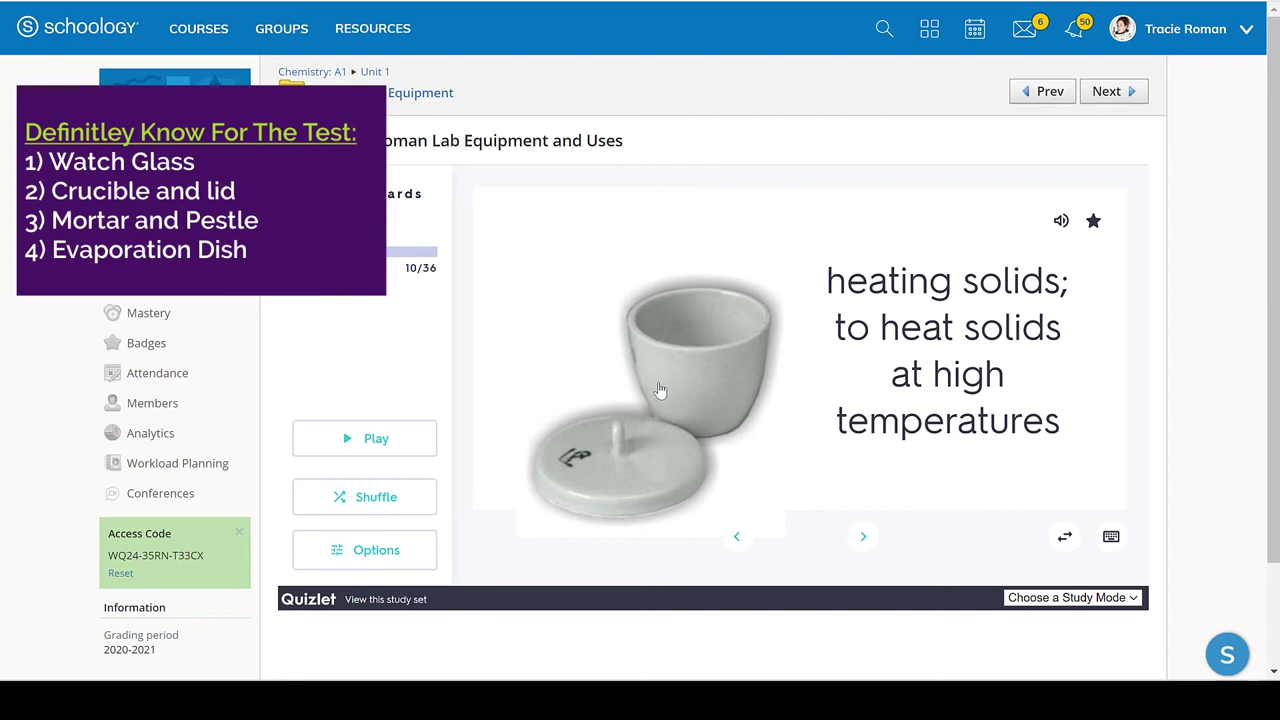 schoology
COURSES
GROUPS
RESOURCES
6
50
Tracie Roman
Chemistry: A1 ▸ Unit 1
Equipment
Prev
Next
Definitley Know For The Test:
1) Watch Glass
2) Crucible and lid
3) Mortar and Pestle
4) Evaporation Dish
oman Lab Equipment and Uses
ards
10/36
heating solids;
to heat solids
at high
temperatures
Mastery
Badges
Attendance
Members
Analytics
Workload Planning
Conferences
Play
Shuffle
Options
Access Code
WQ24-35RN-T33CX
Reset
Quizlet View this study set
Choose a Study Mode
Information
Grading period
2020-2021
S